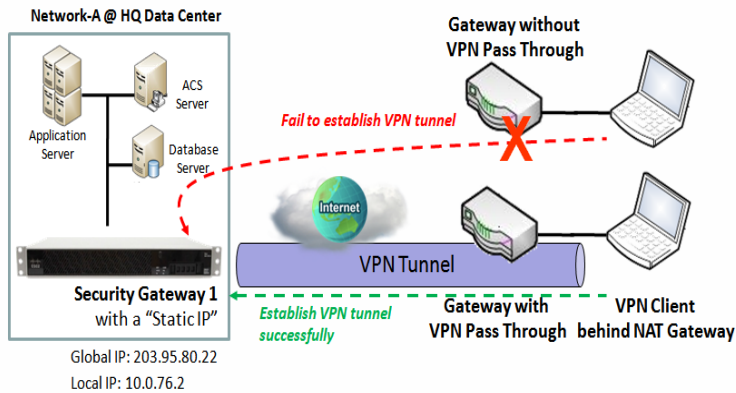 Network-A @ HQ Data Center
Gateway without
VPN Pass Through
ACS
Server
Application
Server
Database
Server
Fail to establish VPN tunnel
X
Internet
VPN Tunnel
Security Gateway 1
with a “Static IP”
Establish VPN tunnel
successfully
Gateway with
VPN Pass Through
VPN Client
behind NAT Gateway
Global IP: 203.95.80.22
Local IP: 10.0.76.2